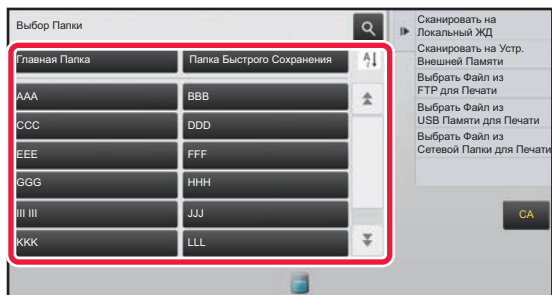 Выбор Папки
Главная Папка
Папка Быстрого Сохранения
AAA
BBB
CCC
DDD
EEE
FFF
GGG
HHH
III III
JJJ
KKK
LLL
Сканировать на
Локальный ЖД
Сканировать на Устр.
Внешней Памяти
Выбрать Файл из
FTP для Печати
Выбрать Файл из
USB Памяти для Печати
Выбрать Файл из
Сетевой Папки для Печати
CA